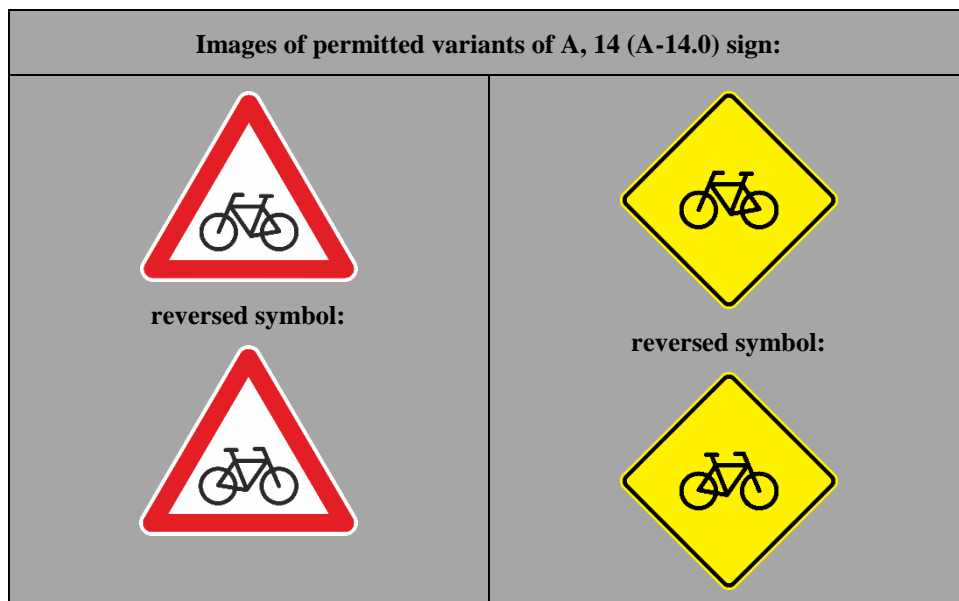 Images of permitted variants of A, 14 (A-14.0) sign:
reversed symbol:
reversed symbol: